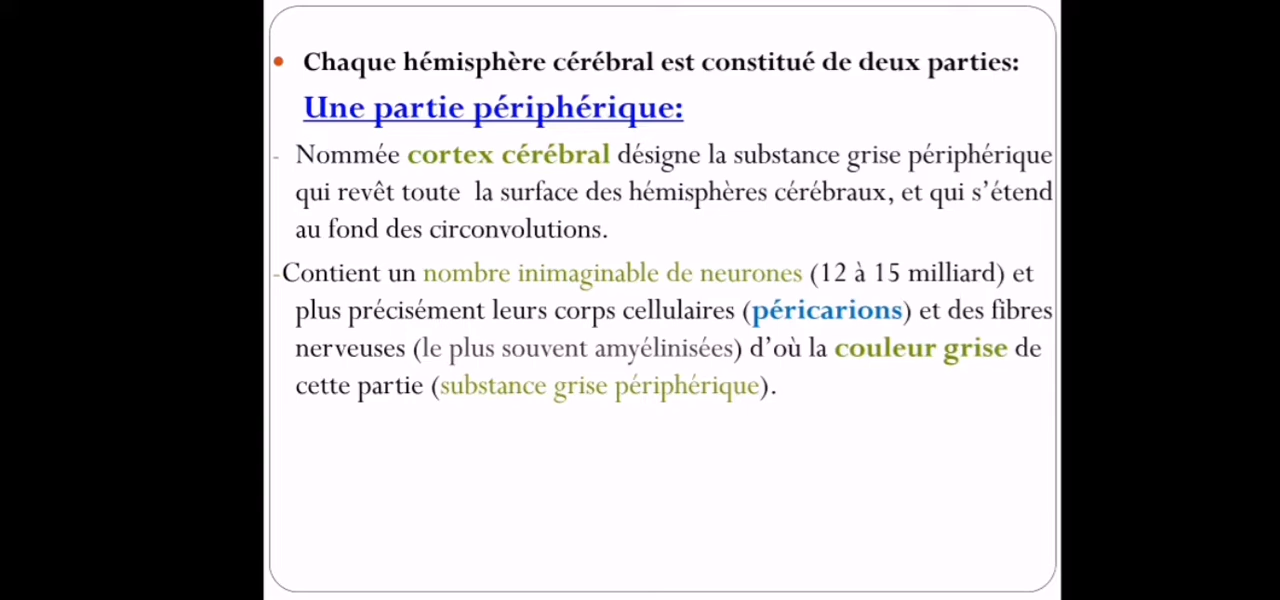 • Chaque hémisphère cérébral est constitué de deux parties:
Une partie périphérique:
- Nommée cortex cérébral désigne la substance grise périphérique
qui revêt toute la surface des hémisphères cérébraux, et qui s’étend
au fond des circonvolutions.
-Contient un nombre inimaginable de neurones (12 à 15 milliard) et
plus précisément leurs corps cellulaires (péricarions) et des fibres
nerveuses (le plus souvent amyélinisées) d’où la couleur grise de
cette partie (substance grise périphérique).